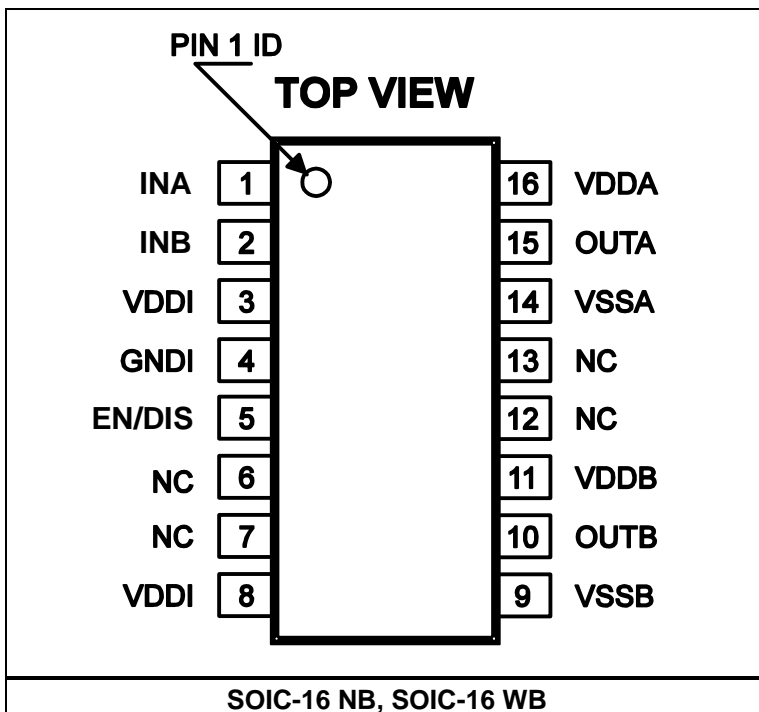 PIN 1 ID
TOP VIEW
INA 1 16 VDDA
INB 2 15 OUTA
VDDI 3 14 VSSA
GNDI 4 13 NC
EN/DIS 5 12 NC
NC 6 11 VDDB
NC 7 10 OUTB
VDDI 8 9 VSSB
SOIC-16 NB, SOIC-16 WB